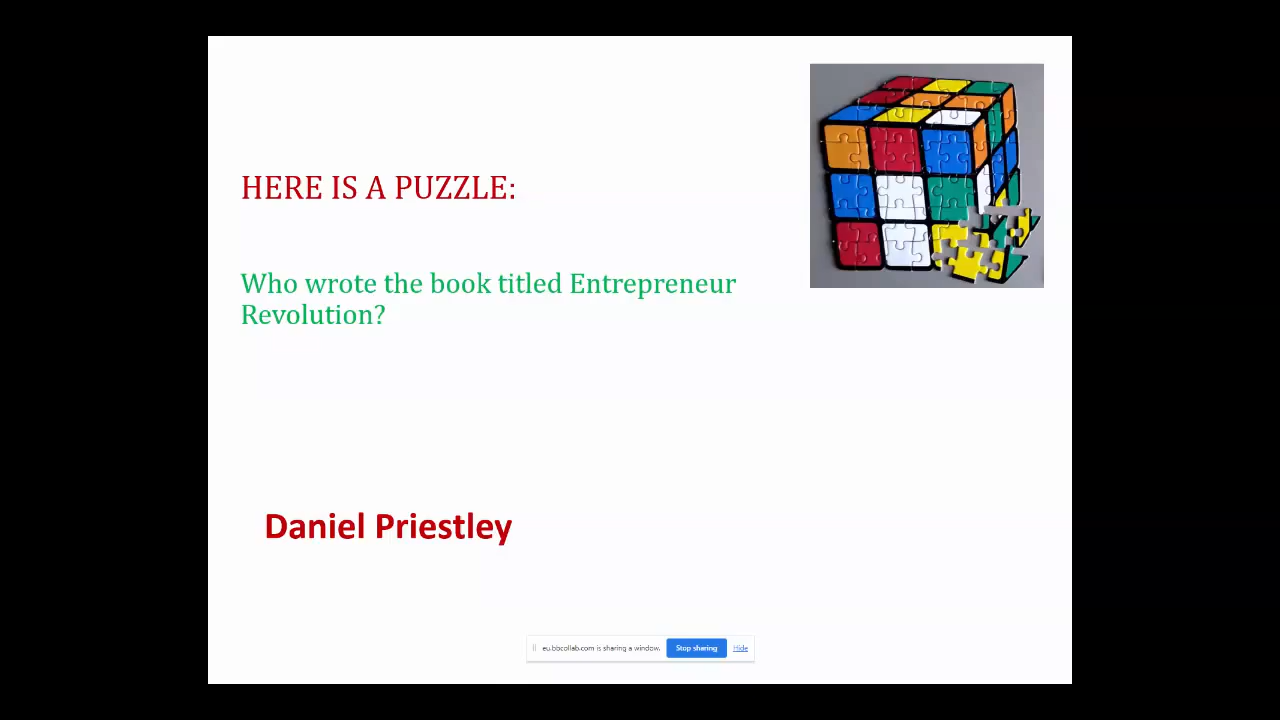 HERE IS A PUZZLE:
Who wrote the book titled Entrepreneur
Revolution?
Daniel Priestley
eu.bbcollab.com is sharing a window.
Stop sharing
Hide